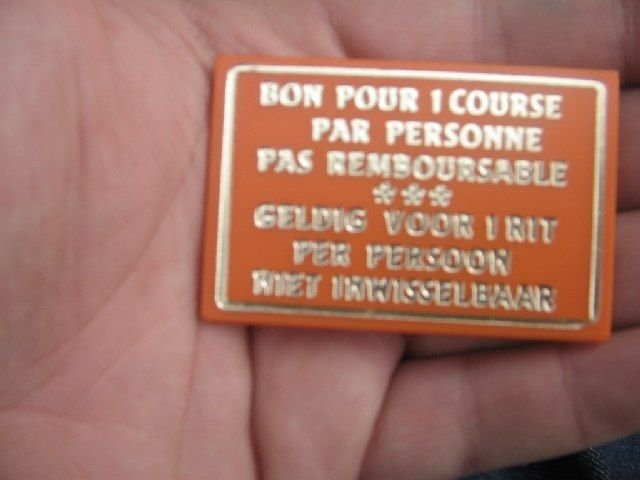 BON POUR 1 COURSE
PAR PERSONNE
PAS REMBOURSABLE
***
GELDIG VOOR 1 RIT
PER PERSOON
NIET INWISSELBAAR